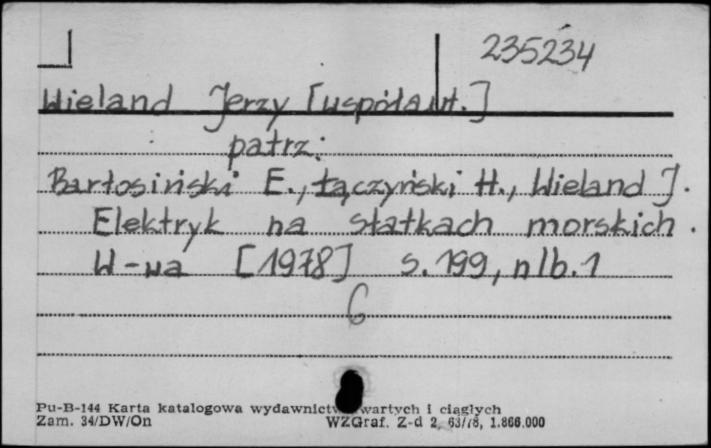 235234
Wieland Jerzy [współaut.]
patrz:
Bartosiński E., Łączyński H., Wieland J.
Elektryk na statkach morskich.
W-wa [1978] s. 199, nlb. 1
6
Pu-B-144 Karta katalogowa wydawnictw zwartych i ciągłych
Zam. 34/DW/On WZGraf. Z-d 2, 63/78, 1.866.000